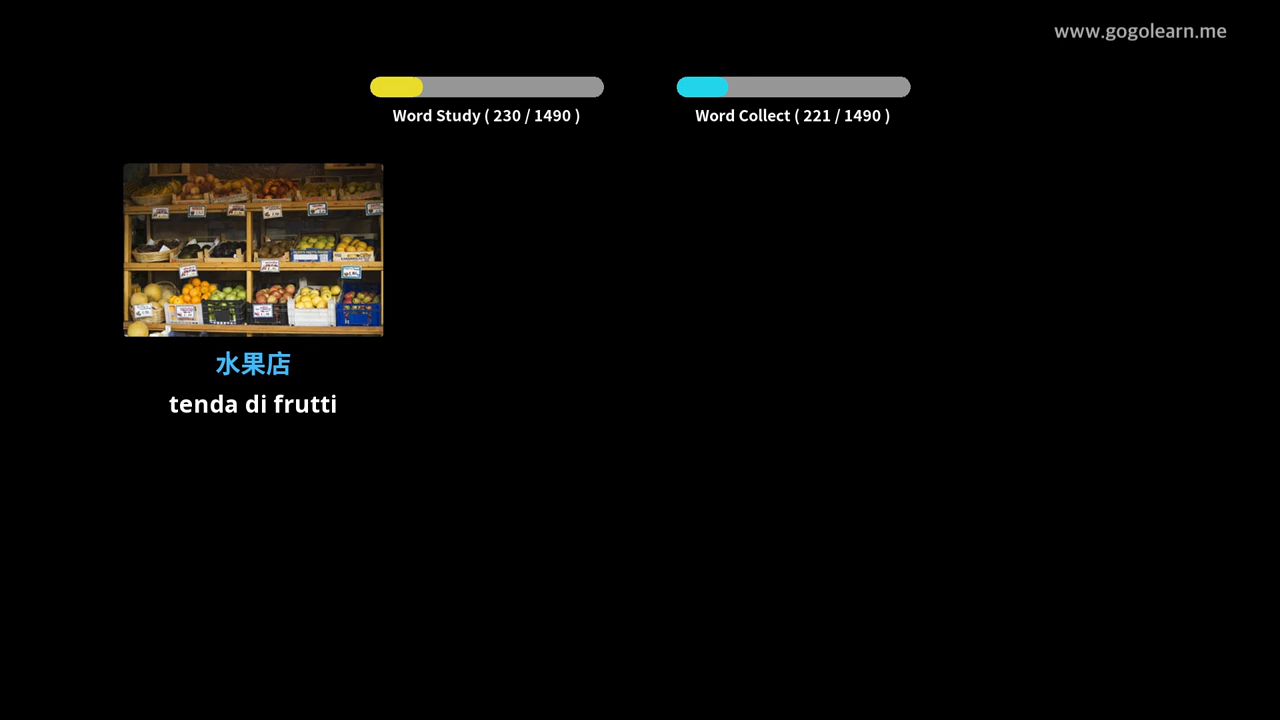 www.gogolearn.me
Word Study ( 230 / 1490 )
Word Collect ( 221 / 1490 )
水果店
tenda di frutti